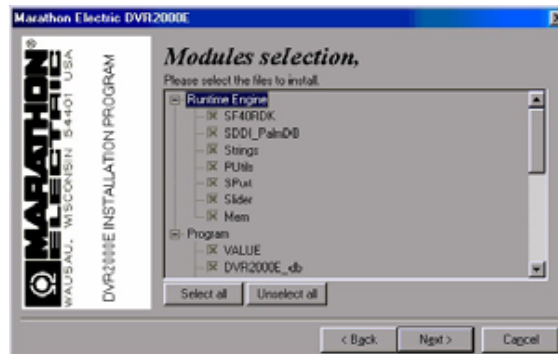 Marathon Electric DVR2000E
MARATHON®
ELECTRIC
WAUSAU, WISCONSIN 54401 USA
DVR2000E INSTALLATION PROGRAM
Modules selection,
Please select the files to install.
Runtime Engine
SF40RDK
SDDI_PalmDB
Strings
PUtils
SPurt
Slider
Mem
Program
VALUE
DVR2000E_db
Select all
Unselect all
< Back
Next >
Cancel